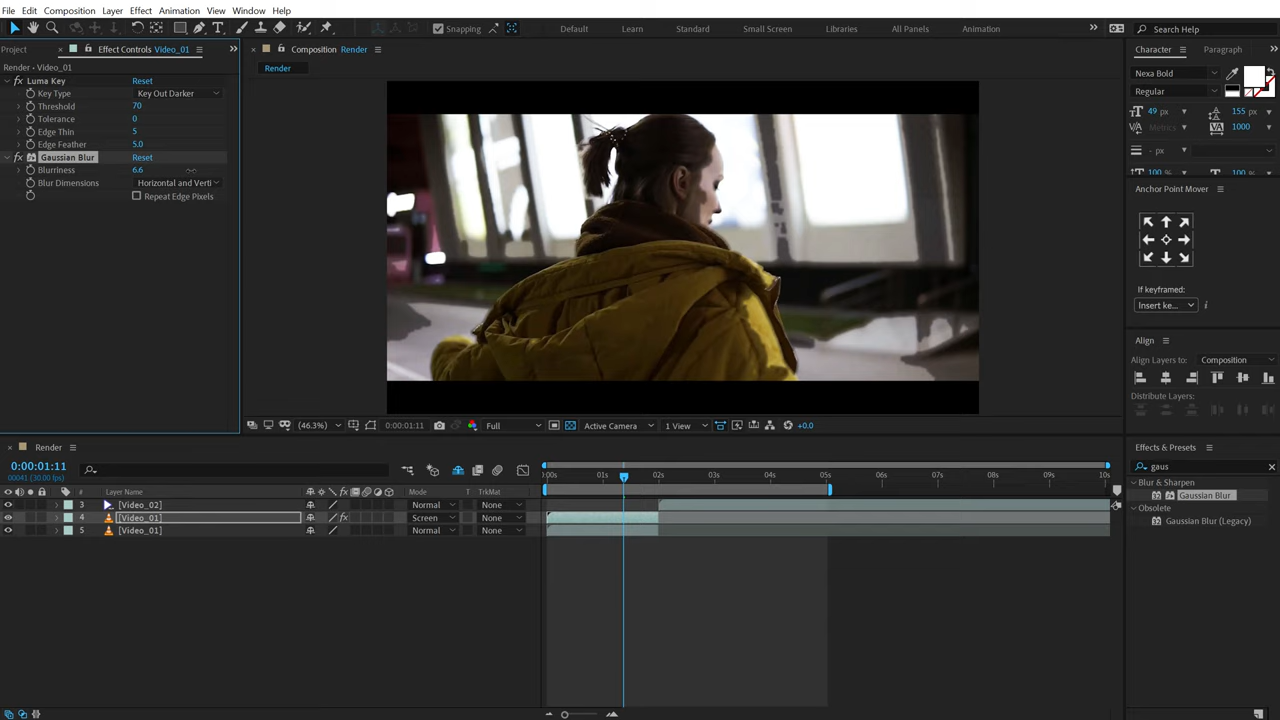 File Edit Composition Layer Effect Animation View Window Help
Snapping Default Learn Standard Small Screen Libraries All Panels Animation Search Help
Project Effect Controls Video_01 Composition Render Character Paragraph
Render • Video_01 Render
Luma Key Reset
Key Type Key Out Darker
Threshold 70
Tolerance 0
Edge Thin 5
Edge Feather 5.0
Gaussian Blur Reset
Blurriness 6.6
Blur Dimensions Horizontal and Verti
Repeat Edge Pixels
Nexa Bold
Regular
49 px 155 px
Metrics 1000
- px
100 % 100 %
Anchor Point Mover
If keyframed:
Insert ke...
Align
Align Layers to: Composition
Distribute Layers:
(46.3%) 0:00:01:11 Full Active Camera 1 View +0.0
Render
0:00:01:11
00041 (30.00 fps)
:00s 01s 02s 03s 04s 05s 06s 07s 08s 09s 10s
# Layer Name Mode T TrkMat
3 [Video_02] Normal None
4 [Video_01] Screen None
5 [Video_01] Normal None
Effects & Presets
gaus
Blur & Sharpen
Gaussian Blur
Obsolete
Gaussian Blur (Legacy)